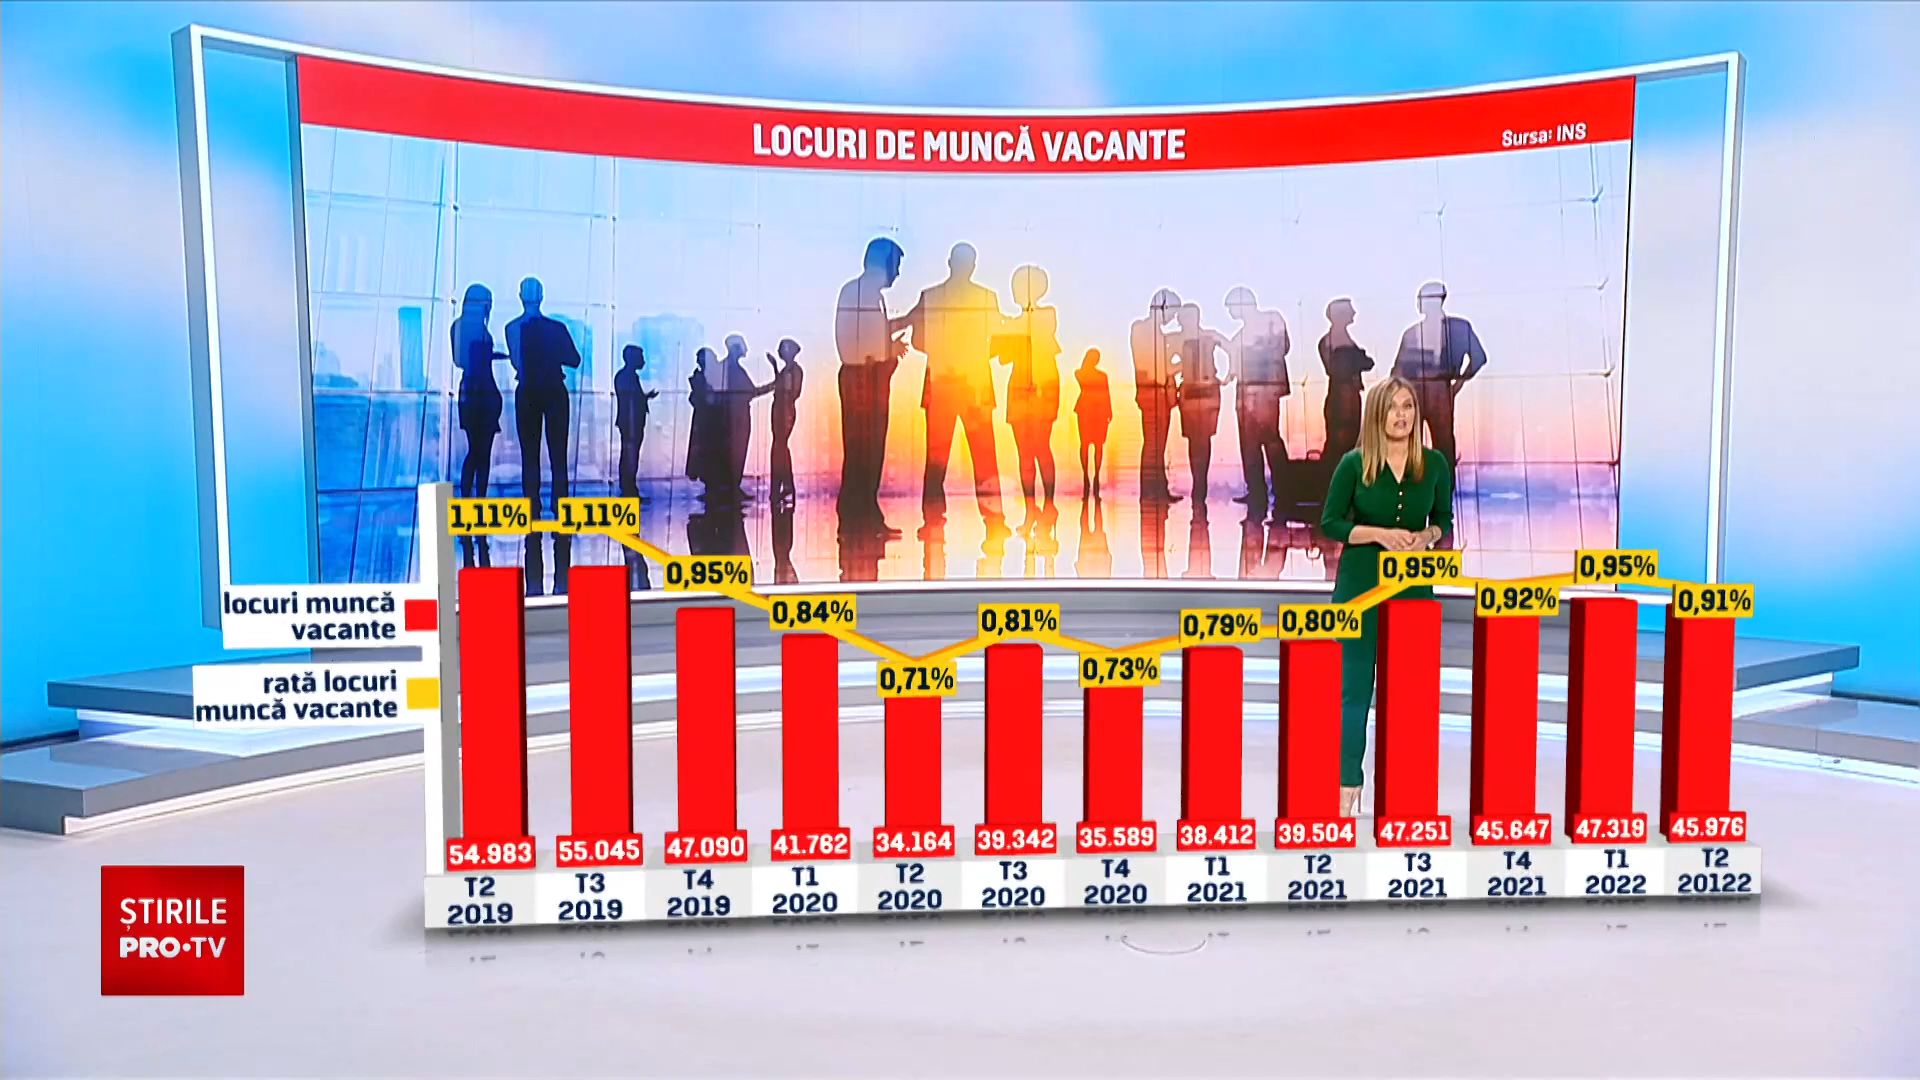 LOCURI DE MUNCĂ VACANTE
Sursa: INS
1,11%
1,11%
0,95%
0,84%
0,71%
0,81%
0,73%
0,79%
0,80%
0,95%
0,92%
0,95%
0,91%
locuri muncă
vacante
rată locuri
muncă vacante
54.983
55.045
47.090
41.762
34.164
39.342
35.589
38.412
39.504
47.251
45.647
47.319
45.976
T2
2019
T3
2019
T4
2019
T1
2020
T2
2020
T3
2020
T4
2020
T1
2021
T2
2021
T3
2021
T4
2021
T1
2022
T2
20122
ȘTIRILE
PRO•TV